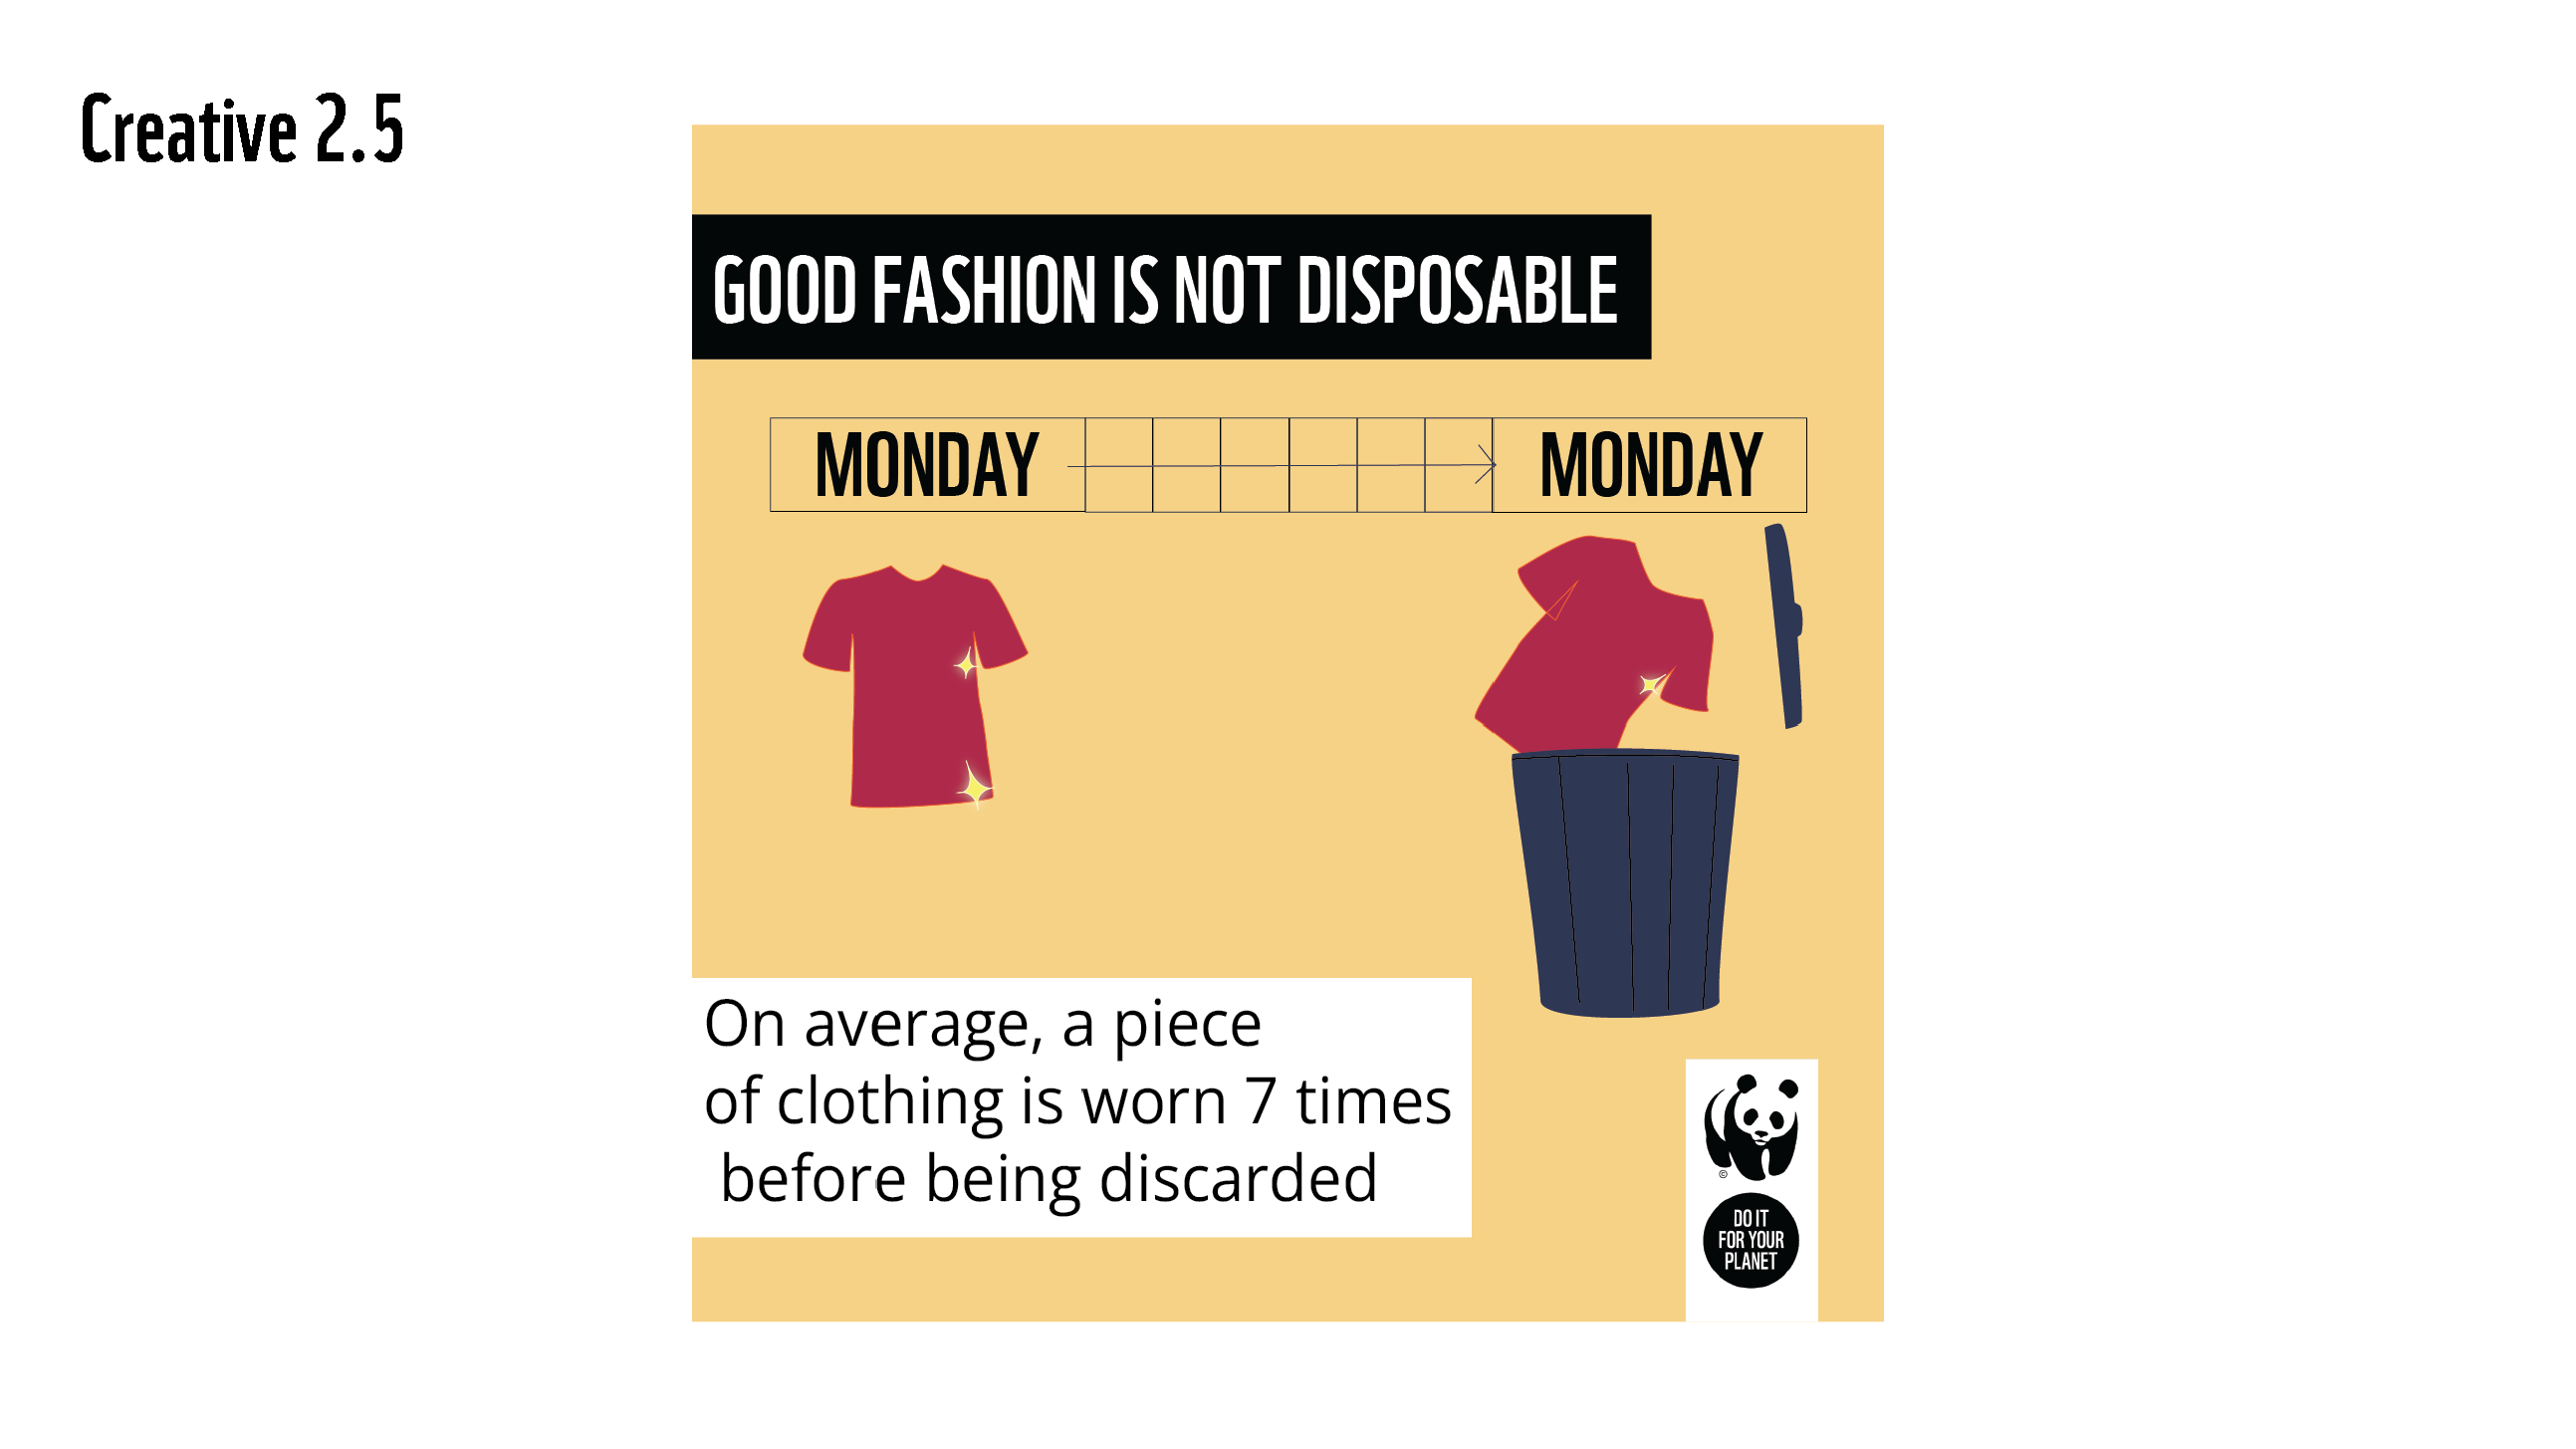 Creative 2.5
GOOD FASHION IS NOT DISPOSABLE
MONDAY MONDAY
On average, a piece
of clothing is worn 7 times
before being discarded
©
DO IT
FOR YOUR
PLANET